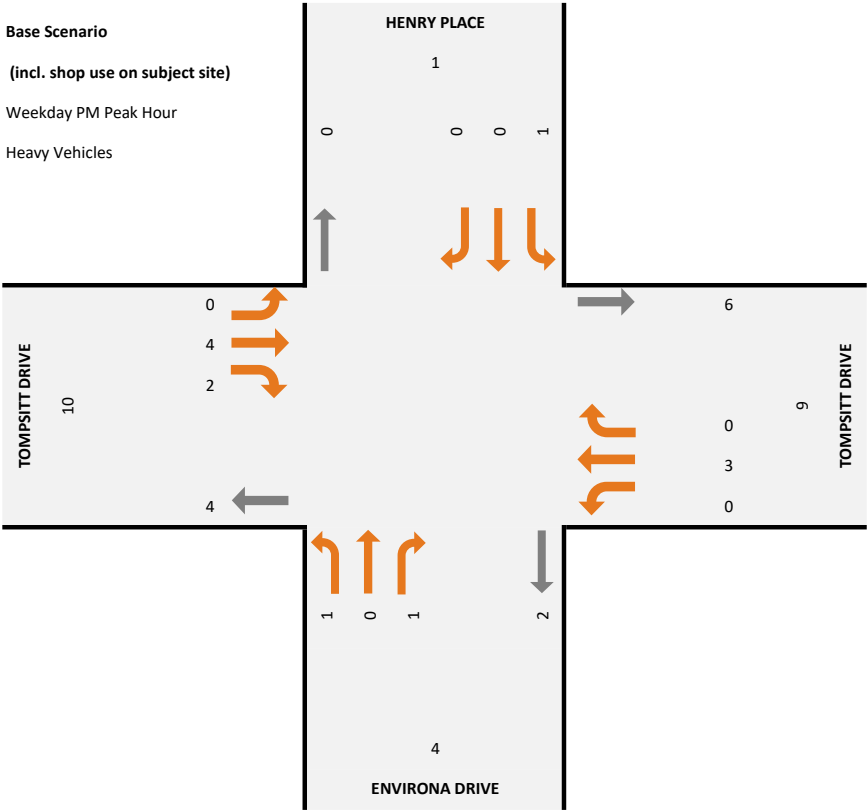 Base Scenario
(incl. shop use on subject site)
Weekday PM Peak Hour
Heavy Vehicles
HENRY PLACE
1
0 0 0 1
0
4
2
TOMPSITT DRIVE
10
4
6
0
3
0
9
TOMPSITT DRIVE
1 0 1 2
4
ENVIRONA DRIVE